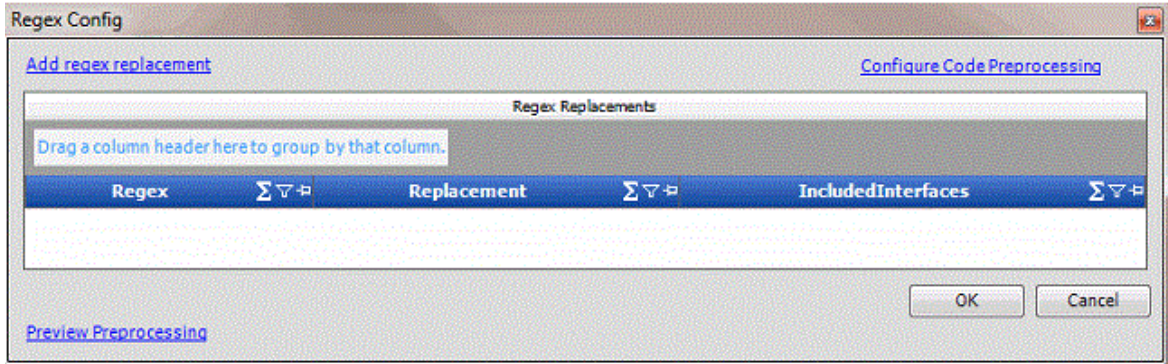 Regex Config
Add regex replacement
Configure Code Preprocessing
Regex Replacements
Drag a column header here to group by that column.
Regex Σ Replacement Σ IncludedInterfaces Σ
OK Cancel
Preview Preprocessing